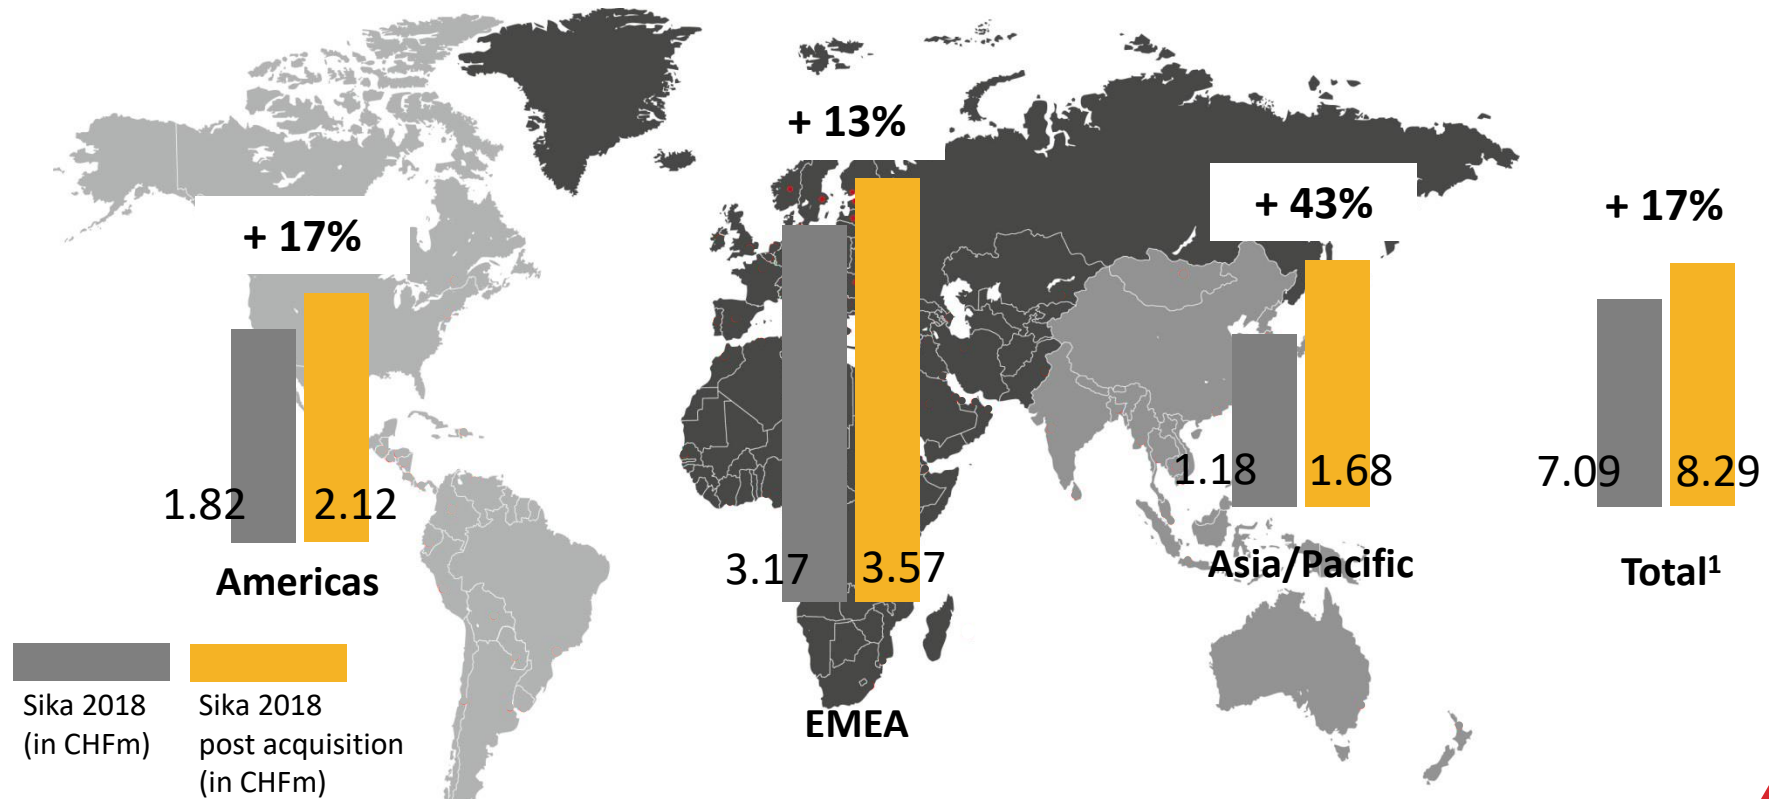 + 13%
+ 43%
+ 17%
+ 17%
1.82
2.12
Americas
3.17
3.57
EMEA
1.18
1.68
Asia/Pacific
7.09
8.29
Total¹
Sika 2018
(in CHFm)
Sika 2018
post acquisition
(in CHFm)